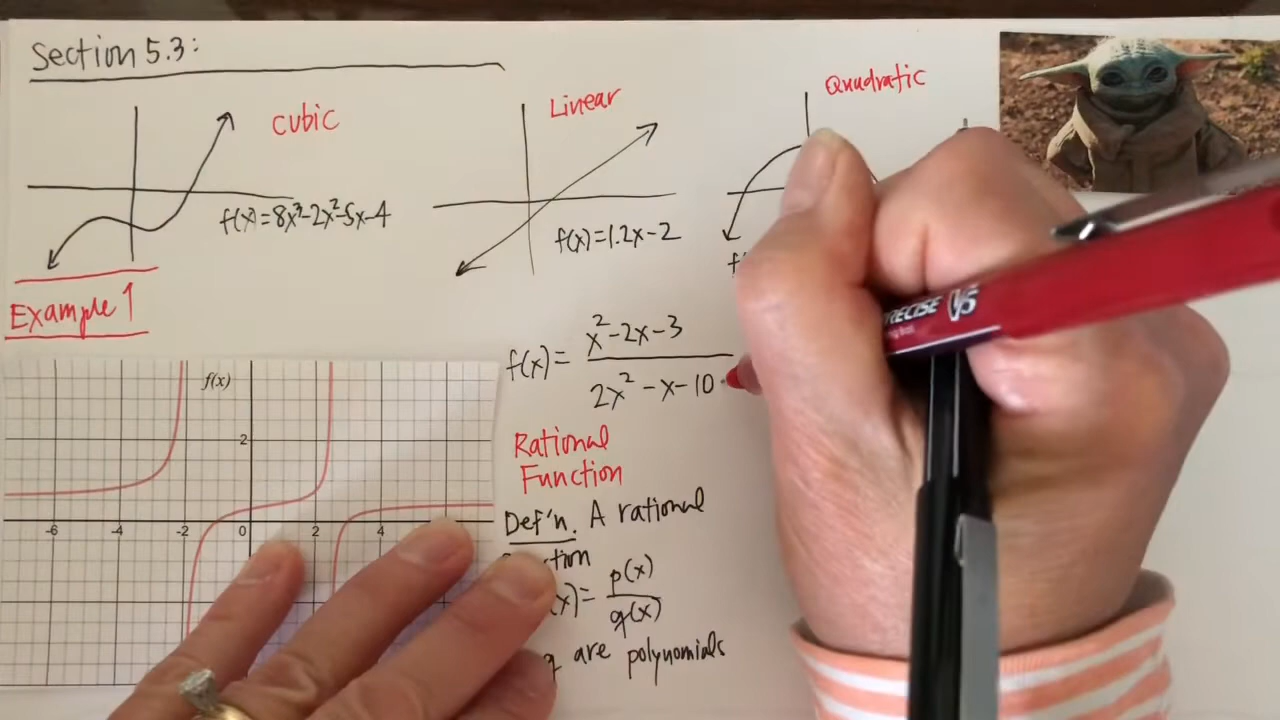 Section 5.3:
Quadratic
Linear
cubic
f(x)=8x³-2x²-5x-4
f(x)=1.2x-2
f
Example 1
f(x)= x²-2x-3
2x²-x-10
f(x)
2
-6 -4 -2 0 2 4
Rational
Function
Def'n. A rational
(x)= p(x)
q(x)
q are polynomials
PRECISE V5